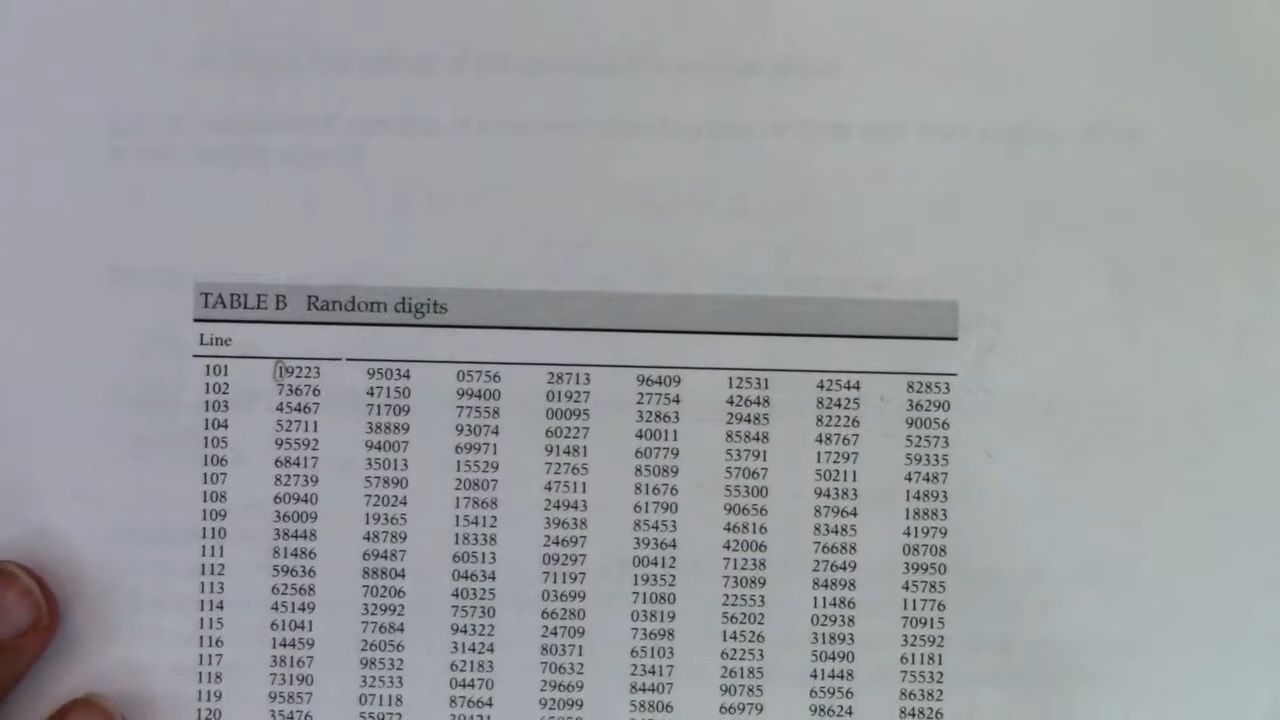 TABLE B Random digits
Line
101 19223 95034 05756 28713 96409 12531 42544 82853
102 73676 47150 99400 01927 27754 42648 82425 36290
103 45467 71709 77558 00095 32863 29485 82226 90056
104 52711 38889 93074 60227 40011 85848 48767 52573
105 95592 94007 69971 91481 60779 53791 17297 59335
106 68417 35013 15529 72765 85089 57067 50211 47487
107 82739 57890 20807 47511 81676 55300 94383 14893
108 60940 72024 17868 24943 61790 90656 87964 18883
109 36009 19365 15412 39638 85453 46816 83485 41979
110 38448 48789 18338 24697 39364 42006 76688 08708
111 81486 69487 60513 09297 00412 71238 27649 39950
112 59636 88804 04634 71197 19352 73089 84898 45785
113 62568 70206 40325 03699 71080 22553 11486 11776
114 45149 32992 75730 66280 03819 56202 02938 70915
115 61041 77684 94322 24709 73698 14526 31893 32592
116 14459 26056 31424 80371 65103 62253 50490 61181
117 38167 98532 62183 70632 23417 26185 41448 75532
118 73190 32533 04470 29669 84407 90785 65956 86382
119 95857 07118 87664 92099 58806 66979 98624 84826
120 35476 55972